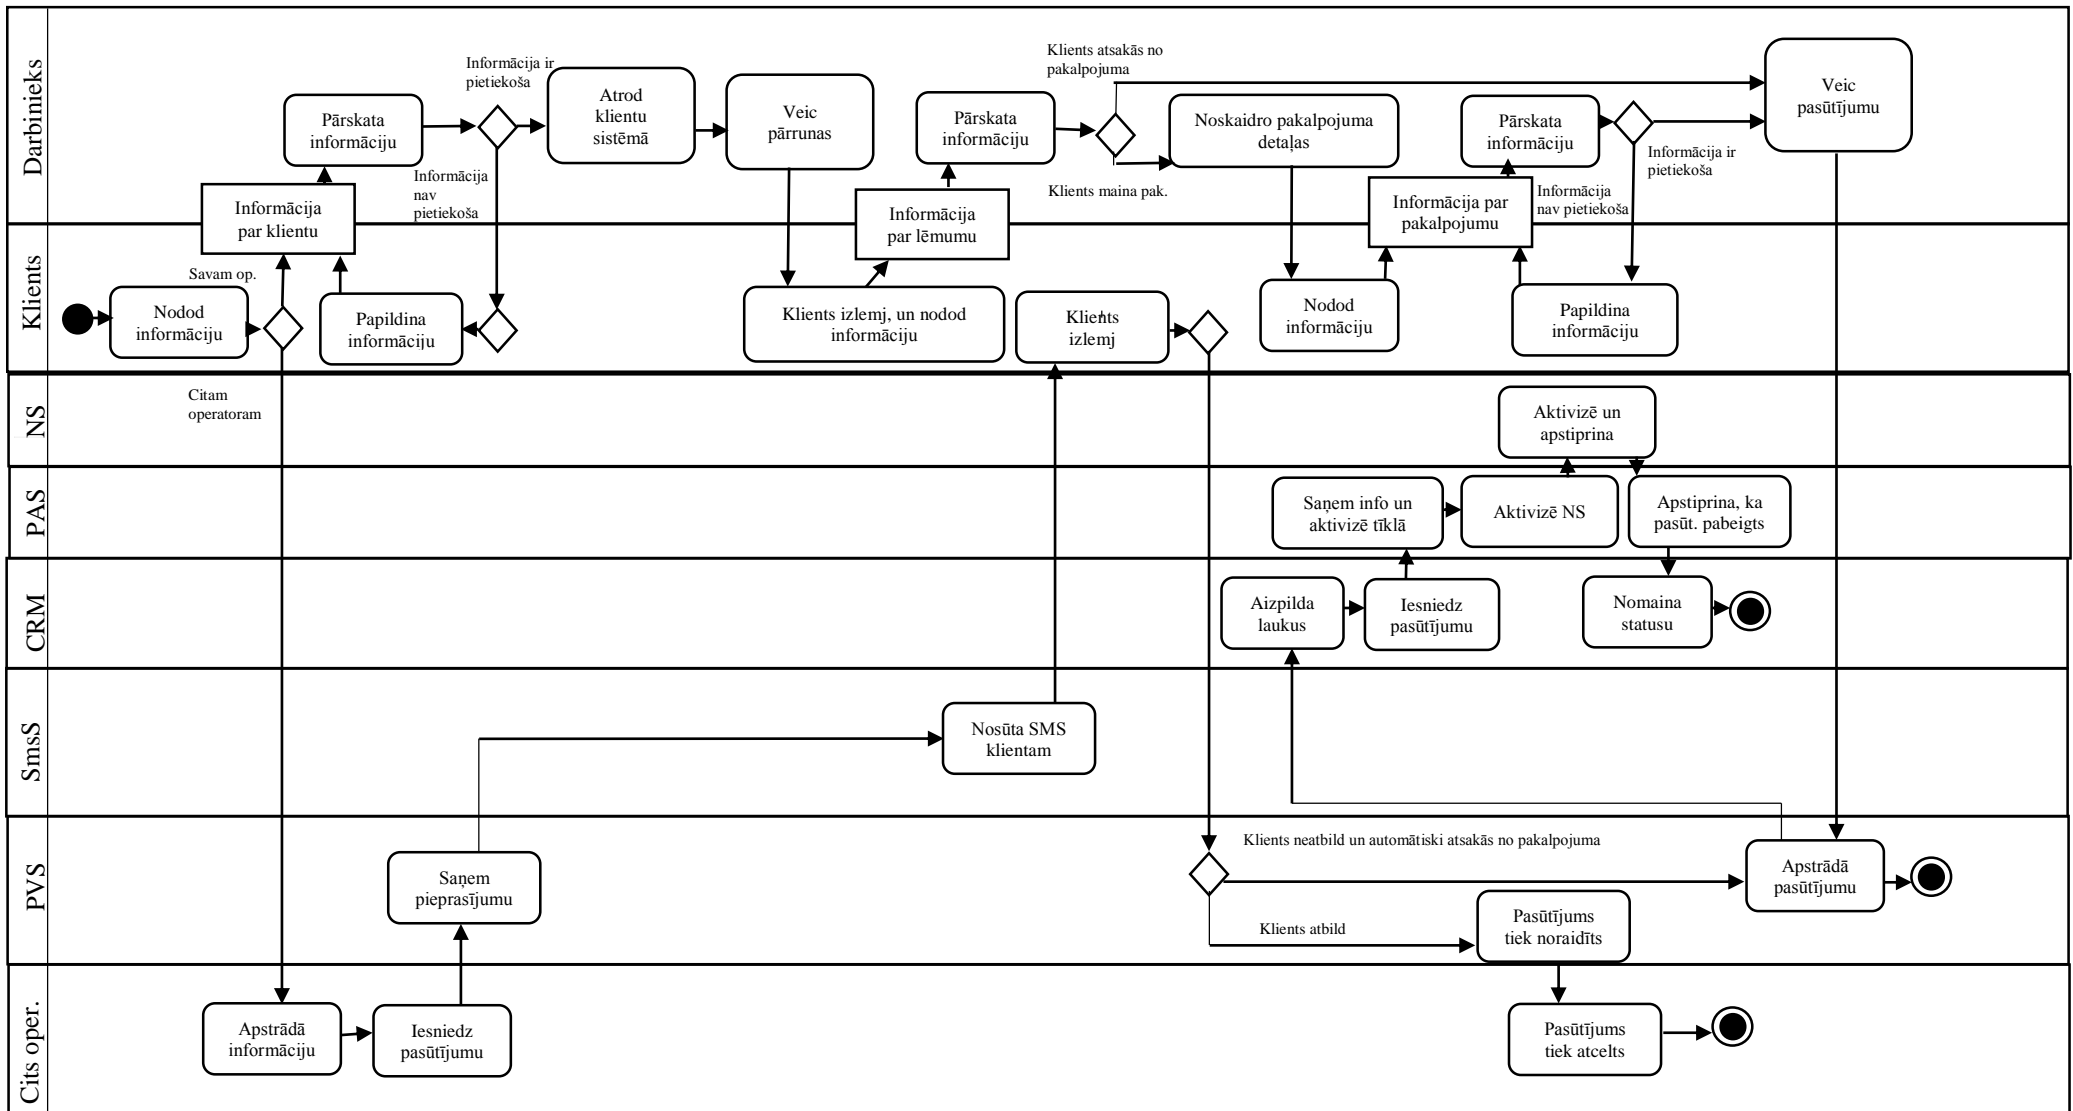 Darbinieks
Informācija ir
pietiekoša
Pārskata
informāciju
Atrod
klientu
sistēmā
Veic
pārrunas
Informācija
nav
pietiekoša
Informācija
par klientu
Pārskata
informāciju
Klients atsakās no
pakalpojuma
Klients maina pak.
Noskaidro pakalpojuma
detaļas
Informācija
par lēmumu
Pārskata
informāciju
Informācija par
pakalpojumu
Informācija
nav pietiekoša
Informācija ir
pietiekoša
Veic
pasūtījumu
Klients
Savam op.
Nodod
informāciju
Papildina
informāciju
Klients izlemj, un nodod
informāciju
Klients
izlemj
Nodod
informāciju
Papildina
informāciju
NS
Citam
operatoram
Aktivizē un
apstiprina
PAS
Saņem info un
aktivizē tīklā
Aktivizē NS
Apstiprina, ka
pasūt. pabeigts
CRM
Aizpilda
laukus
Iesniedz
pasūtījumu
Nomaina
statusu
SmsS
Nosūta SMS
klientam
PVS
Saņem
pieprasījumu
Klients neatbild un automātiski atsakās no pakalpojuma
Klients atbild
Pasūtījums
tiek noraidīts
Apstrādā
pasūtījumu
Cits oper.
Apstrādā
informāciju
Iesniedz
pasūtījumu
Pasūtījums
tiek atcelts